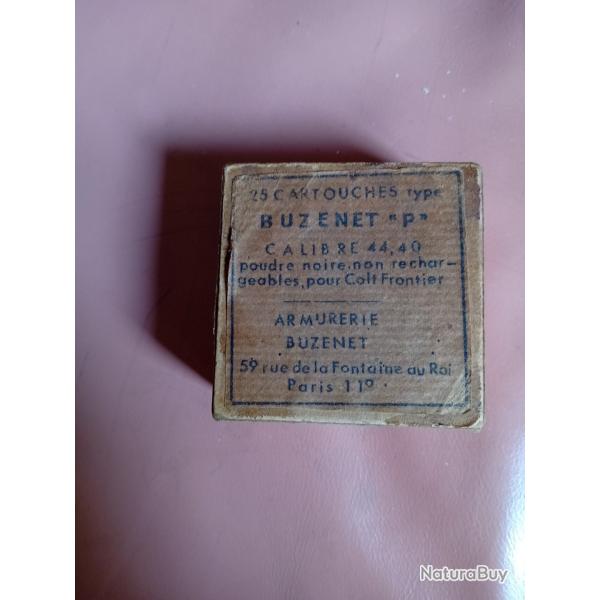 25 CARTOUCHES type
BUZENET "P"
CALIBRE 44,40
poudre noire, non rechar-
geables, pour Colt Frontier
ARMURERIE
BUZENET
59 rue de la Fontaine au Roi
Paris 11º
NaturaBuy